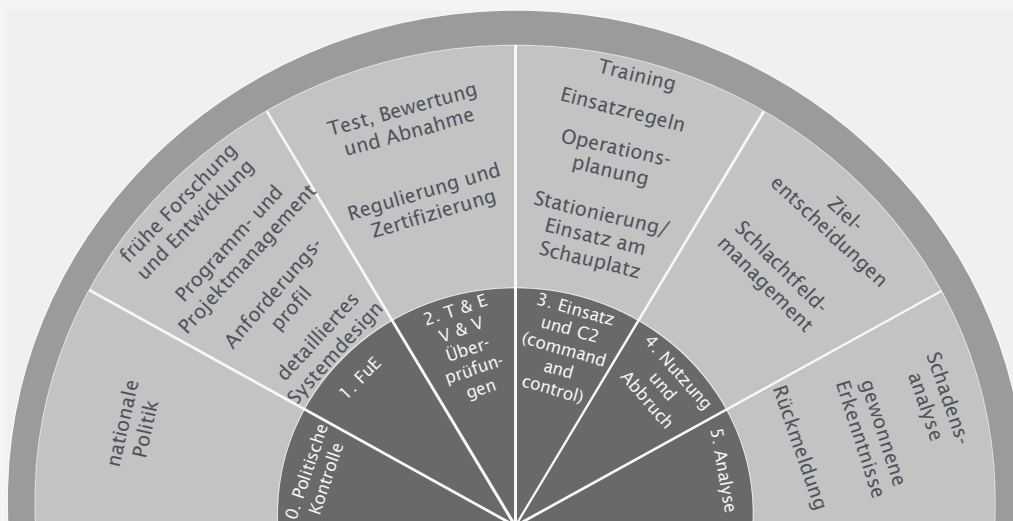 nationale
Politik
0. Politische
Kontrolle
frühe Forschung
und Entwicklung
Programm- und
Projektmanagement
Anforderungs-
profil
detailliertes
Systemdesign
1. FuE
Test, Bewertung
und Abnahme
Regulierung und
Zertifizierung
2. T & E
V & V
Über-
prüfun-
gen
Training
Einsatzregeln
Operations-
planung
Stationierung/
Einsatz am
Schauplatz
3. Einsatz
und C2
(command
and
control)
Ziel-
entscheidungen
Schlachtfeld-
management
4. Nutzung
und
Abbruch
Schadens-
analyse
gewonnene
Erkenntnisse
Rückmeldung
5. Analyse